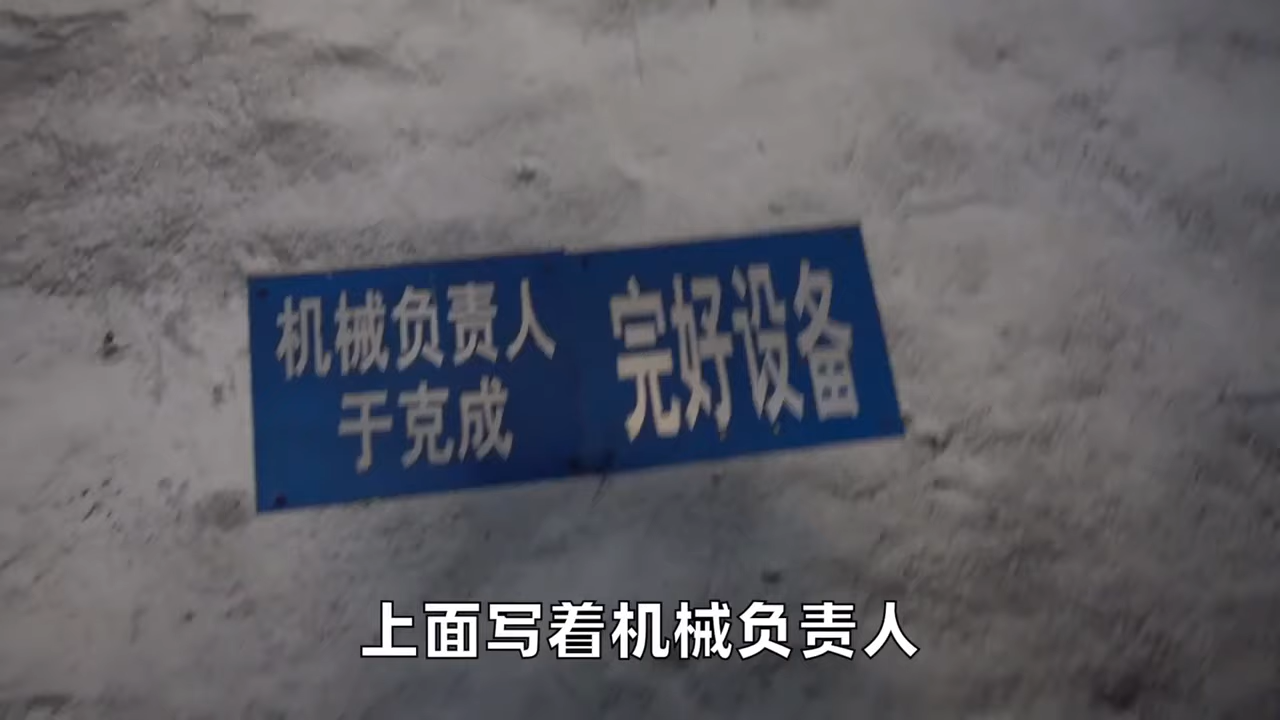 机械负责人
于克成
完好设备
上面写着机械负责人